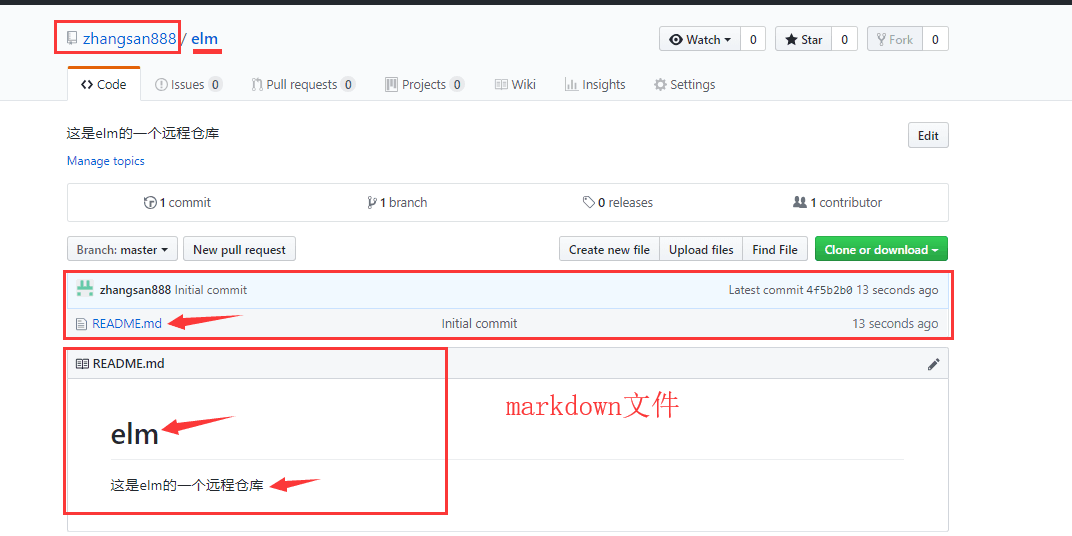 zhangsan888 / elm
Watch 0 Star 0 Fork 0
Code Issues 0 Pull requests 0 Projects 0 Wiki Insights Settings
这是elm的一个远程仓库
Edit
Manage topics
1 commit 1 branch 0 releases 1 contributor
Branch: master New pull request Create new file Upload files Find File Clone or download
zhangsan888 Initial commit Latest commit 4f5b2b0 13 seconds ago
README.md Initial commit 13 seconds ago
README.md
markdown文件
elm
这是elm的一个远程仓库